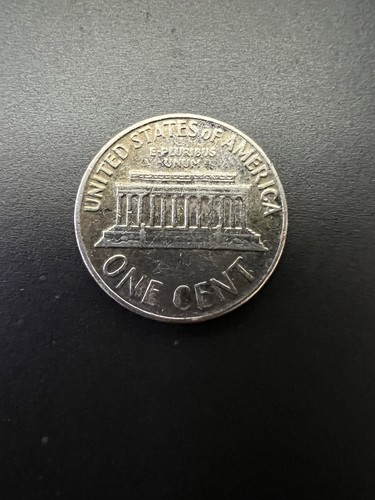 UNITED STATES OF AMERICA
E·PLURIBUS
UNUM
ONE CENT